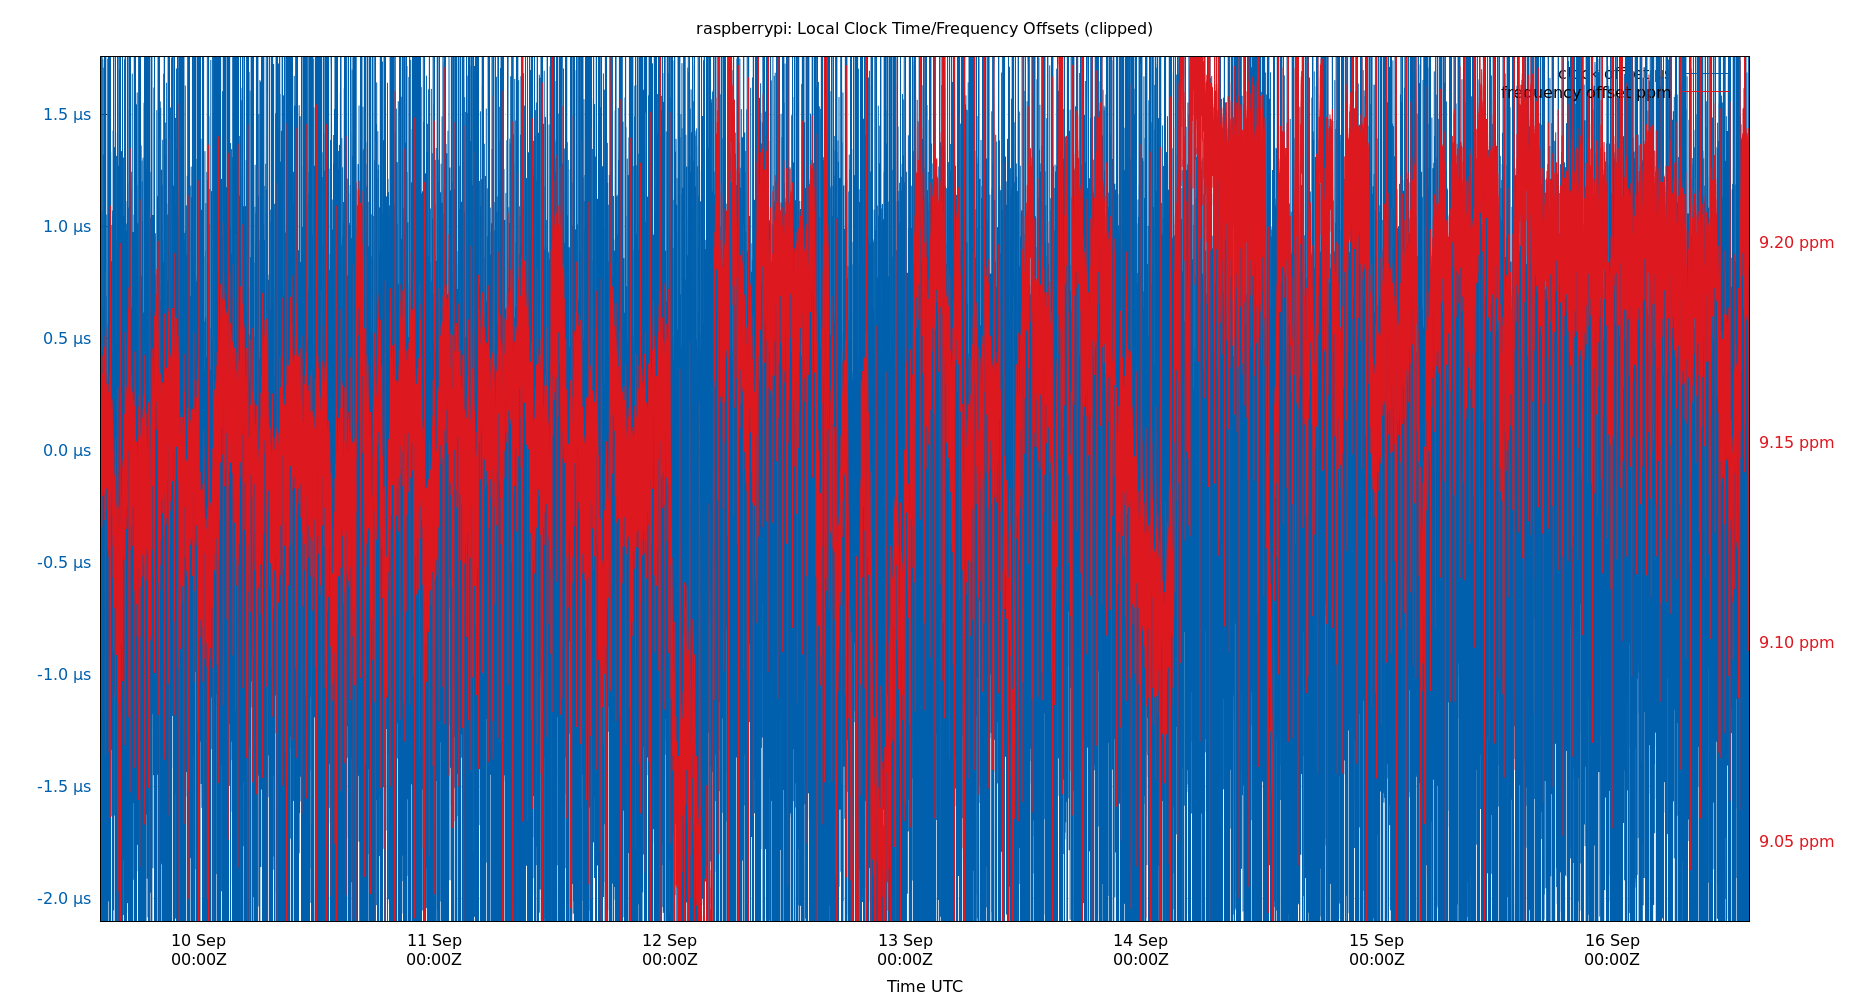 raspberrypi: Local Clock Time/Frequency Offsets (clipped)
clock offset µs
frequency offset ppm
1.5 µs
1.0 µs
0.5 µs
0.0 µs
-0.5 µs
-1.0 µs
-1.5 µs
-2.0 µs
9.20 ppm
9.15 ppm
9.10 ppm
9.05 ppm
10 Sep
00:00Z
11 Sep
00:00Z
12 Sep
00:00Z
13 Sep
00:00Z
14 Sep
00:00Z
15 Sep
00:00Z
16 Sep
00:00Z
Time UTC